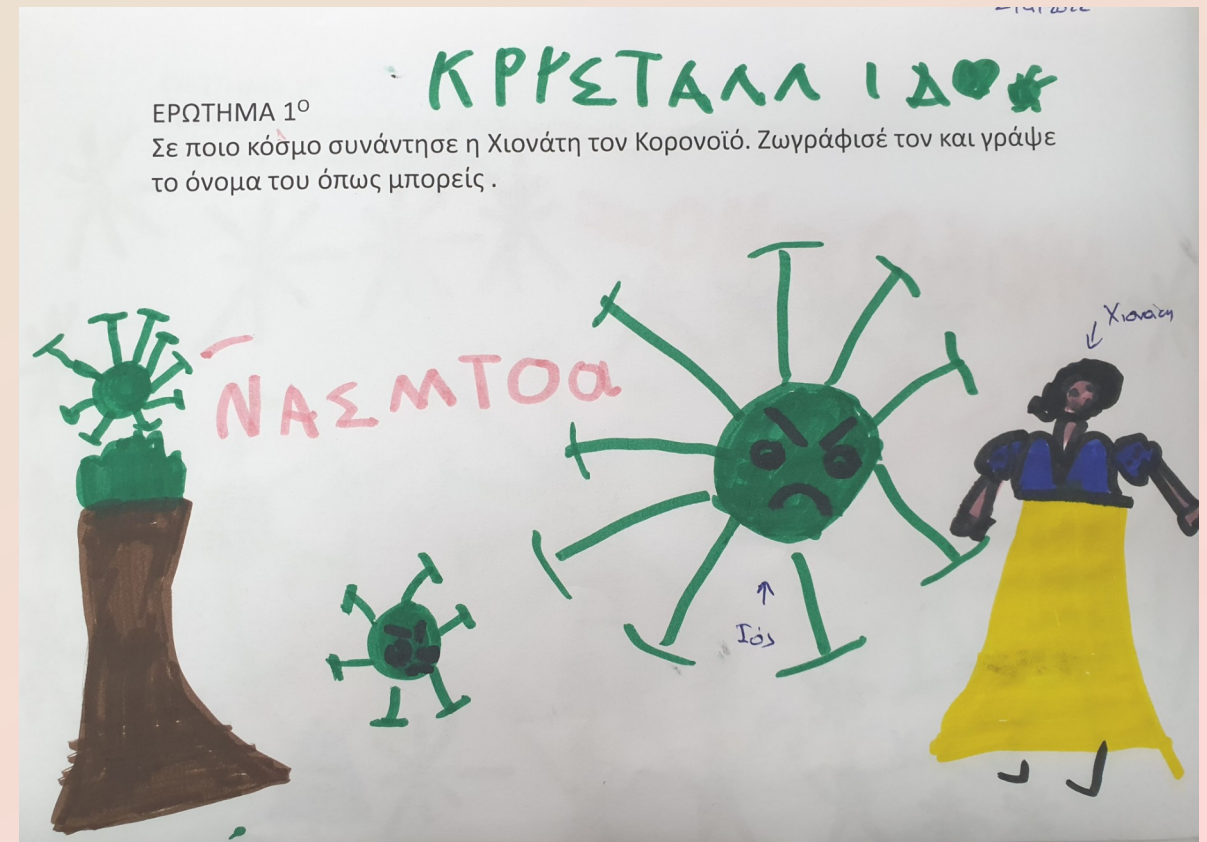 ΚΡΥΣΤΑΛΛΙΔ
ΕΡΩΤΗΜΑ 1Ο
Σε ποιο κόσμο συνάντησε η Χιονάτη τον Κορονοϊό. Ζωγράφισέ τον και γράψε
το όνομα του όπως μπορείς .
Χιονάτη
ΝΑΣΜΤΟα
Ιός